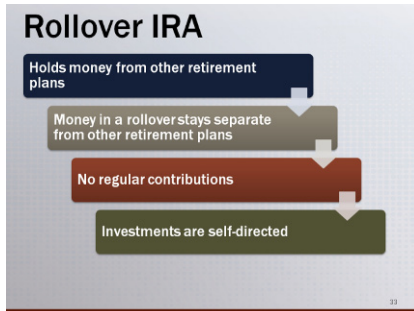 Rollover IRA
Holds money from other retirement
plans
Money in a rollover stays separate
from other retirement plans
No regular contributions
Investments are self-directed
33